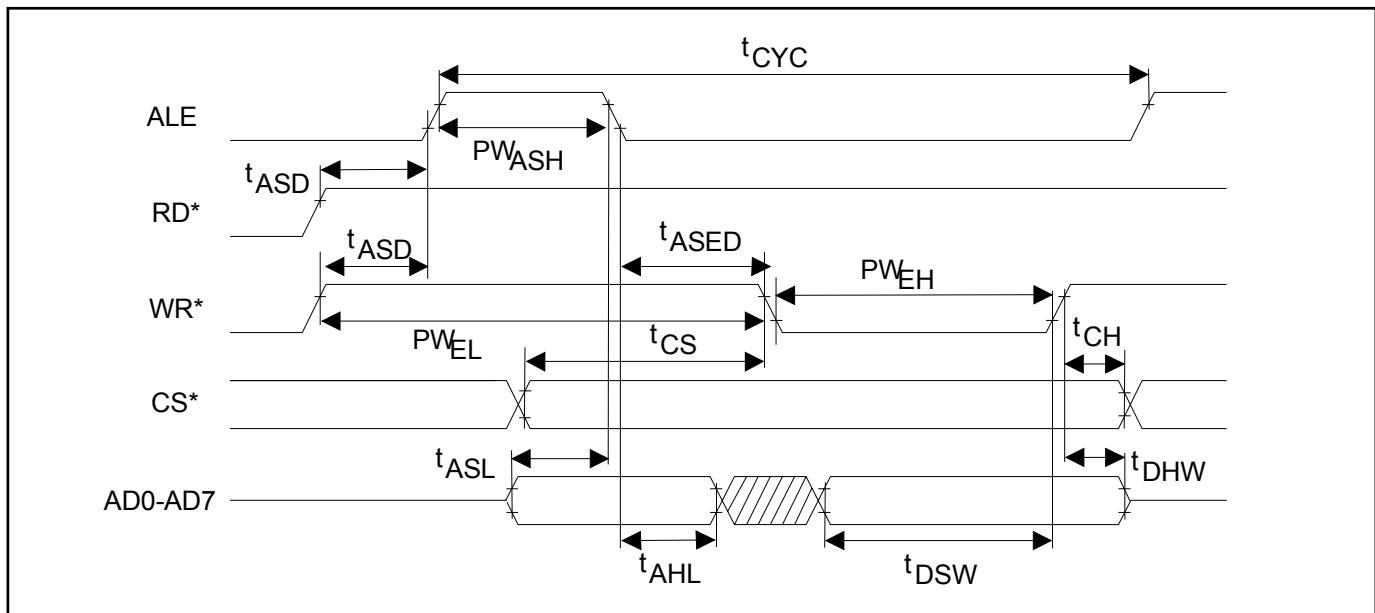 tCYC
ALE
PWASH
tASD
RD*
tASD
tASED
PWEH
WR*
PWEL
tCS
tCH
CS*
tASL
tDHW
AD0-AD7
tAHL
tDSW